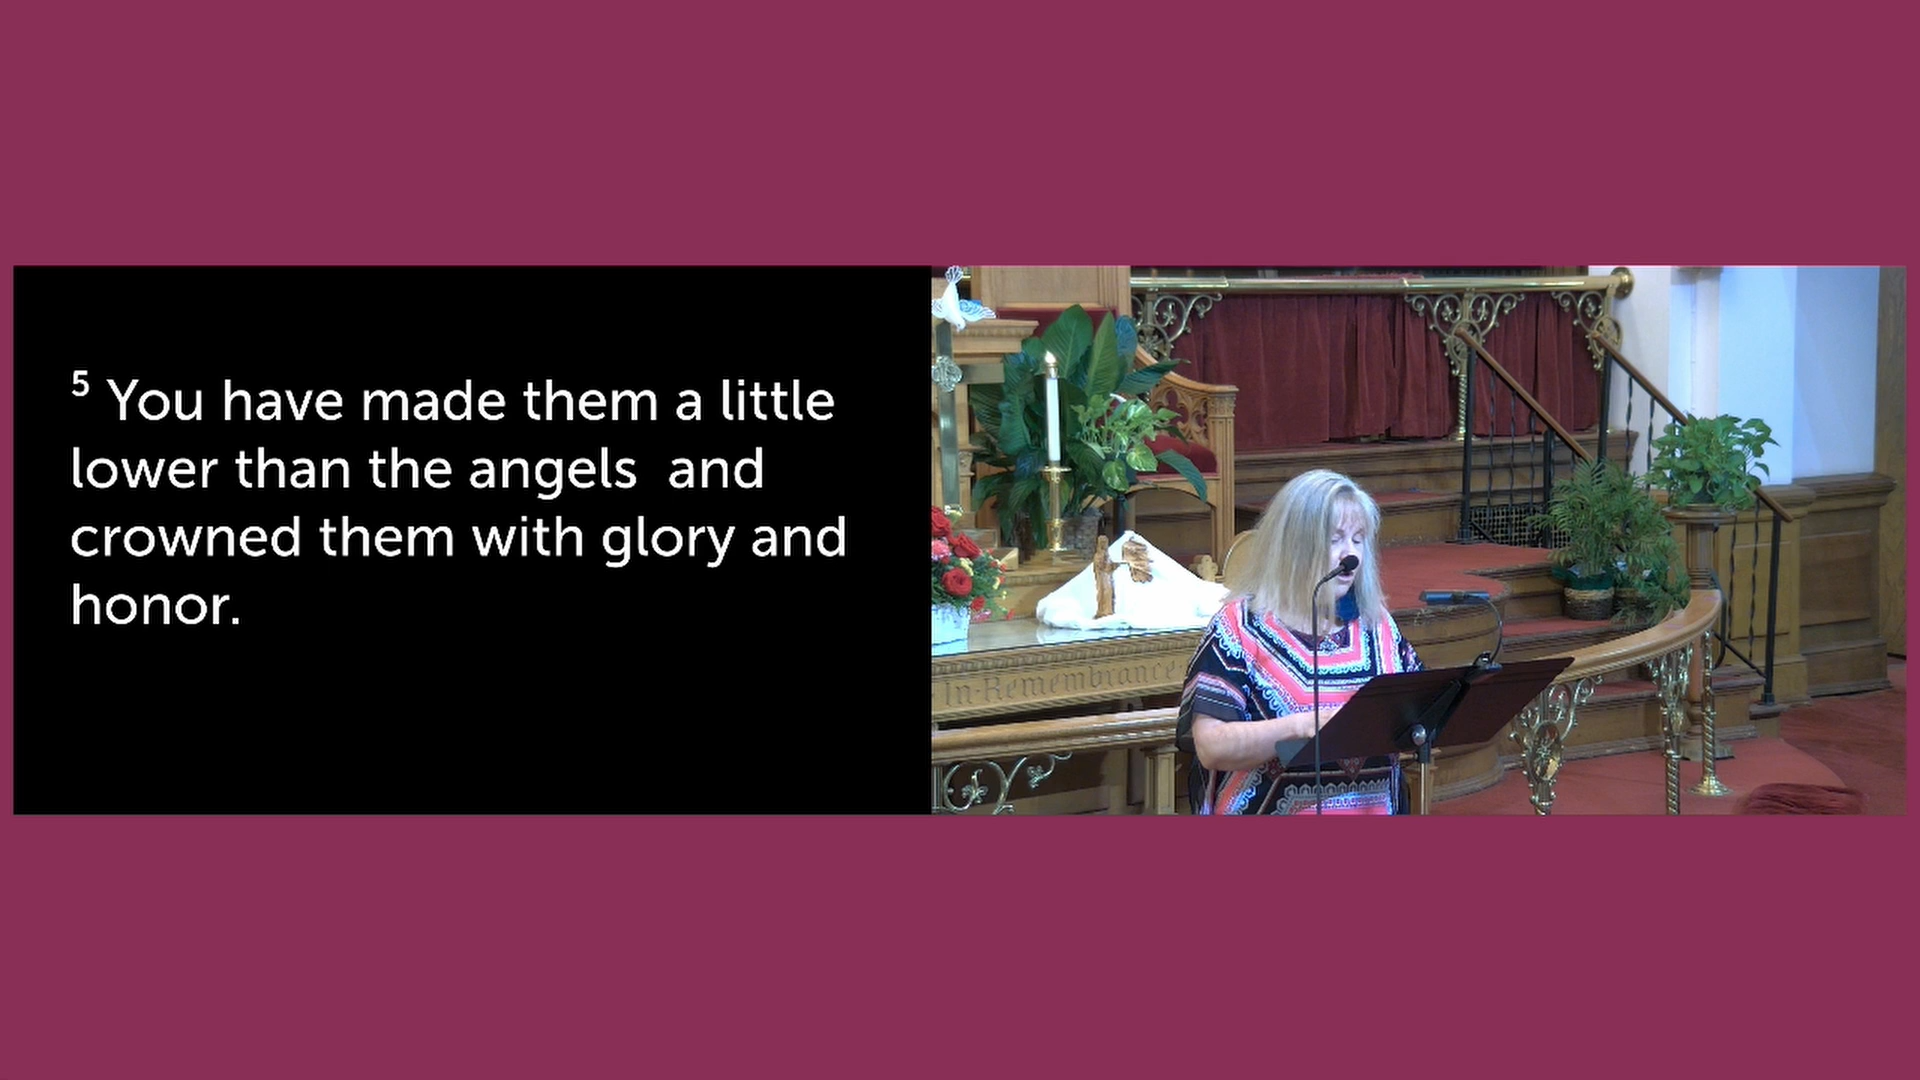 5 You have made them a little
lower than the angels  and
crowned them with glory and
honor.
In Remembrance